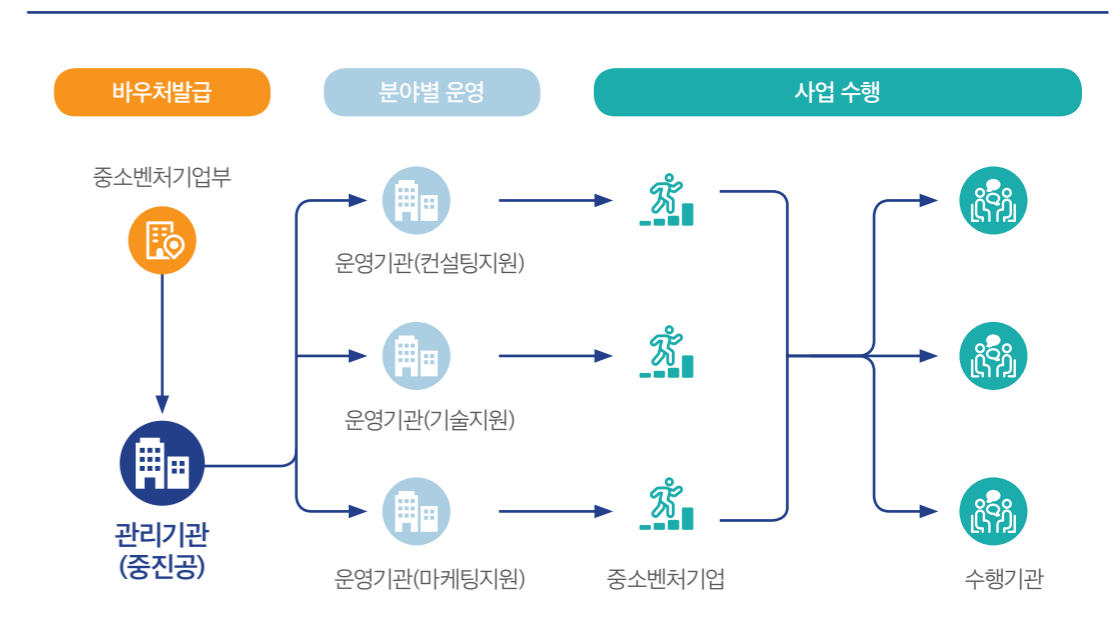 바우처발급
분야별 운영
사업 수행
중소벤처기업부
운영기관(컨설팅지원)
운영기관(기술지원)
관리기관
(중진공)
운영기관(마케팅지원)
중소벤처기업
수행기관